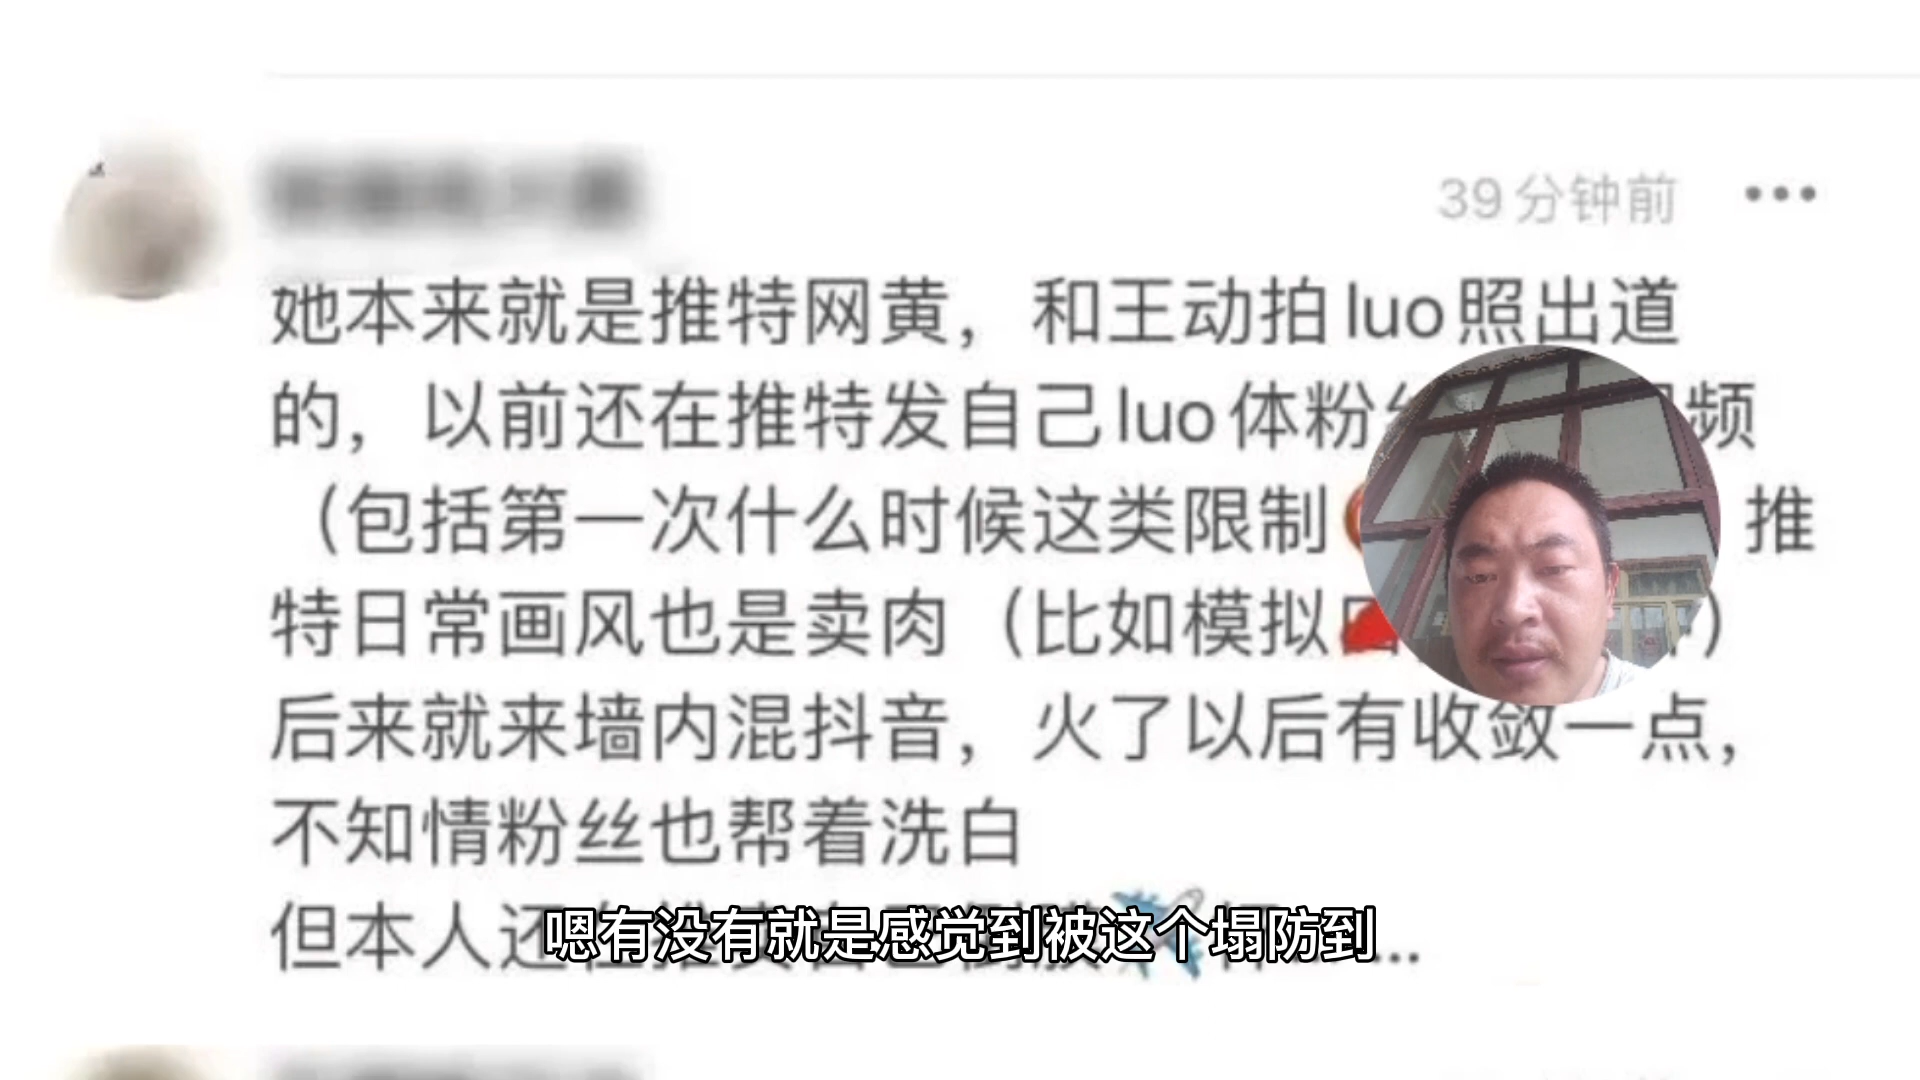 39分钟前
她本来就是推特网黄，和王动拍luo照出道
的，以前还在推特发自己luo体粉 频
（包括第一次什么时候这类限制 推
特日常画风也是卖肉（比如模拟 ）
后来就来墙内混抖音，火了以后有收敛一点，
不知情粉丝也帮着洗白
但本人还
嗯有没有就是感觉到被这个塌防到